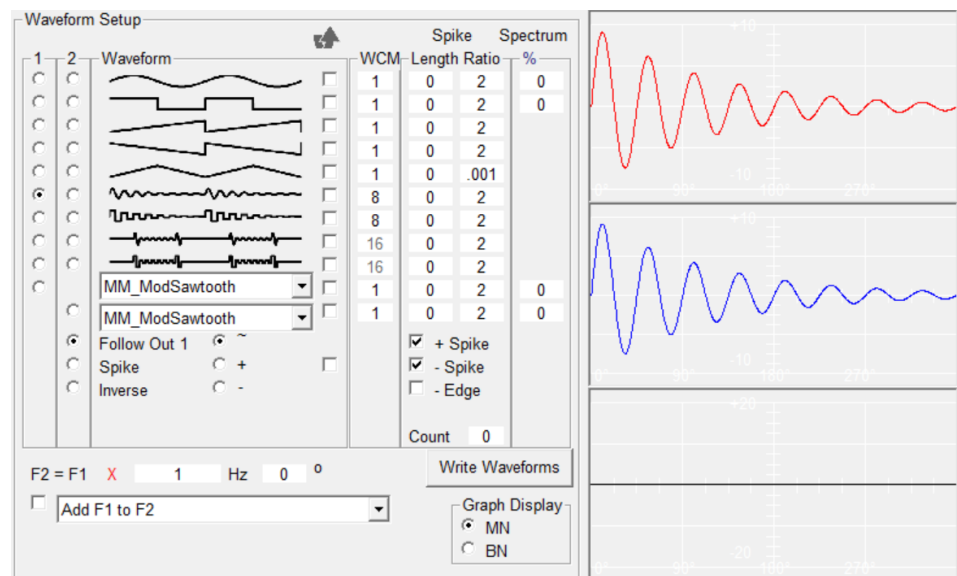 Waveform Setup
Spike Spectrum
1 2 Waveform WCM Length Ratio %
1 0 2 0
1 0 2 0
1 0 2
1 0 2
1 0 .001
8 0 2
8 0 2
16 0 2
16 0 2
MM_ModSawtooth 1 0 2 0
MM_ModSawtooth 1 0 2 0
Follow Out 1 ~ + Spike
Spike + - Spike
Inverse - - Edge
Count 0
F2 = F1 X 1 Hz 0 º
Write Waveforms
Add F1 to F2
Graph Display
MN
BN
+10
-10
0° 90° 180° 270°
+10
-10
0° 90° 180° 270°
+20
-20
0° 90° 180° 270°